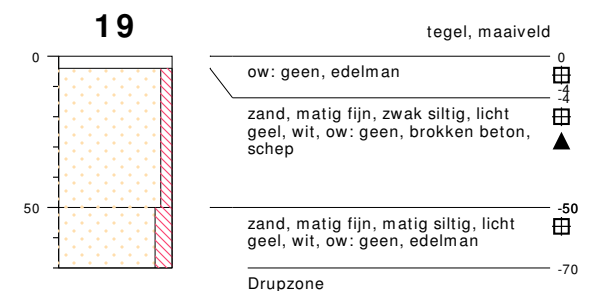 19
tegel, maaiveld
0
0
ow: geen, edelman
-4
-4
zand, matig fijn, zwak siltig, licht
geel, wit, ow: geen, brokken beton,
schep
50
-50
zand, matig fijn, matig siltig, licht
geel, wit, ow: geen, edelman
-70
Drupzone